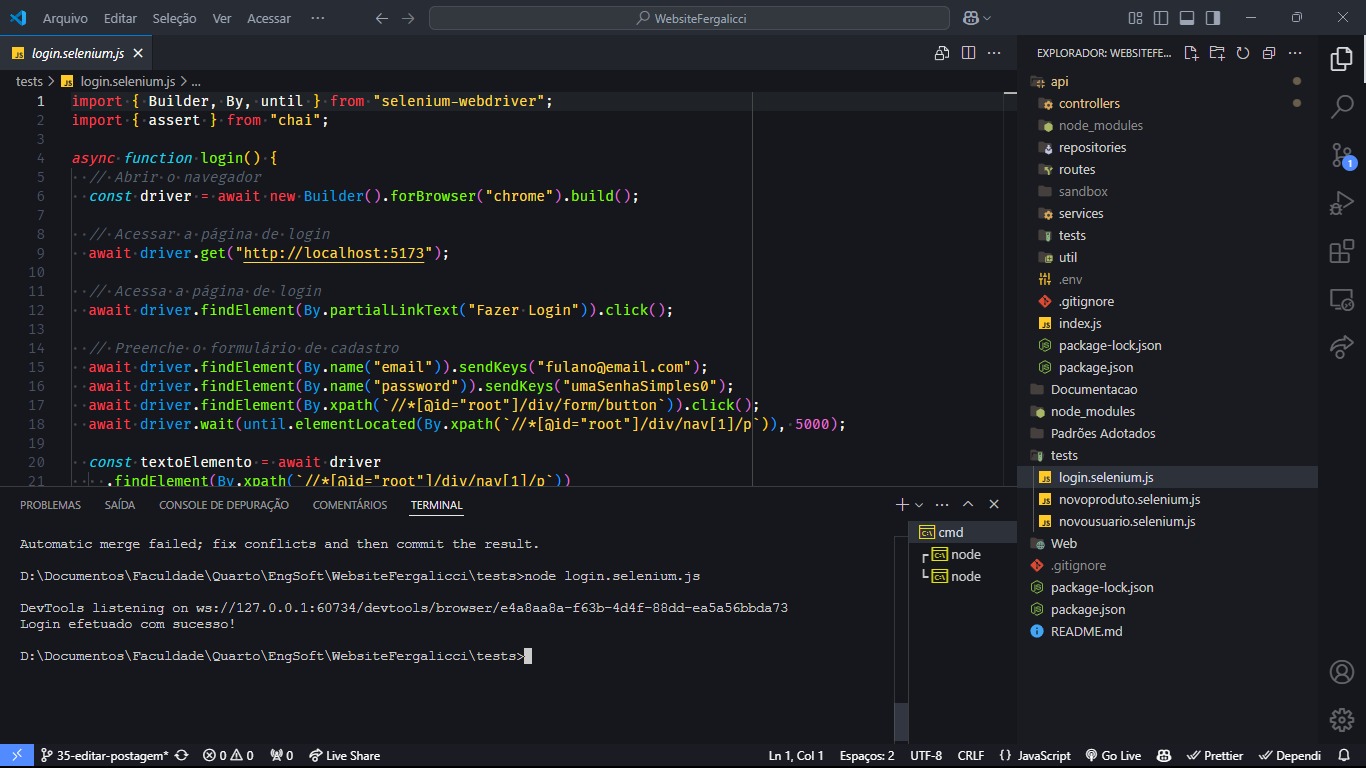 Arquivo Editar Seleção Ver Acessar ··· WebsiteFergalicci
login.selenium.js
tests > login.selenium.js > ...
1 import { Builder, By, until } from "selenium-webdriver";
2 import { assert } from "chai";
3
4 async function login() {
5 // Abrir o navegador
6 const driver = await new Builder().forBrowser("chrome").build();
7
8 // Acessar a página de login
9 await driver.get("http://localhost:5173");
10
11 // Acessa a página de login
12 await driver.findElement(By.partialLinkText("Fazer Login")).click();
13
14 // Preenche o formulário de cadastro
15 await driver.findElement(By.name("email")).sendKeys("fulano@email.com");
16 await driver.findElement(By.name("password")).sendKeys("umaSenhaSimples0");
17 await driver.findElement(By.xpath(`//*[@id="root"]/div/form/button`)).click();
18 await driver.wait(until.elementLocated(By.xpath(`//*[@id="root"]/div/nav[1]/p`)), 5000);
19
20 const textoElemento = await driver
21 .findElement(By.xpath(`//*[@id="root"]/div/nav[1]/p`))
PROBLEMAS SAÍDA CONSOLE DE DEPURAÇÃO COMENTÁRIOS TERMINAL
Automatic merge failed; fix conflicts and then commit the result.
D:\Documentos\Faculdade\Quarto\EngSoft\WebsiteFergalicci\tests>node login.selenium.js
DevTools listening on ws://127.0.0.1:60734/devtools/browser/e4a8aa8a-f63b-4d4f-88dd-ea5a56bbda73
Login efetuado com sucesso!
D:\Documentos\Faculdade\Quarto\EngSoft\WebsiteFergalicci\tests>
cmd
node
node
EXPLORADOR: WEBSITEFE...
api
controllers
node_modules
repositories
routes
sandbox
services
tests
util
.env
.gitignore
index.js
package-lock.json
package.json
Documentacao
node_modules
Padrões Adotados
tests
login.selenium.js
novoproduto.selenium.js
novousuario.selenium.js
Web
.gitignore
package-lock.json
package.json
README.md
1
35-editar-postagem* 0 0 0 Live Share Ln 1, Col 1 Espaços: 2 UTF-8 CRLF {} JavaScript Go Live Prettier Dependi